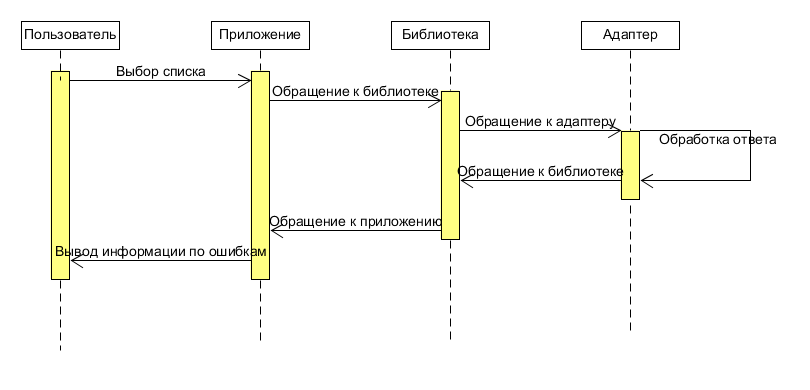 Пользователь
Приложение
Библиотека
Адаптер
Выбор списка
Обращение к библиотеке
Обращение к адаптеру
Обработка ответа
Обращение к библиотеке
Обращение к приложению
Вывод информации по ошибкам